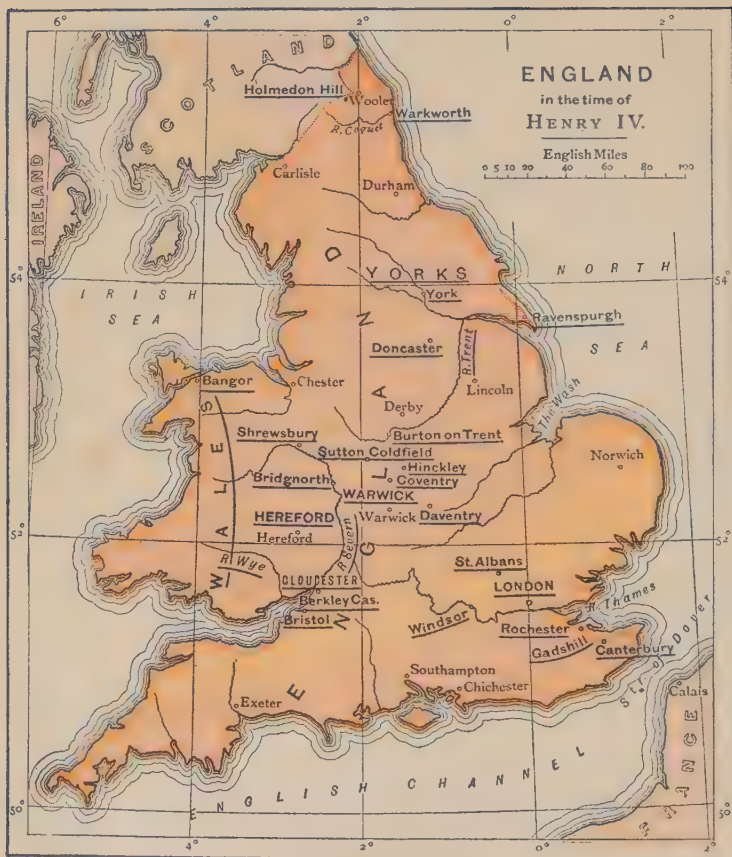 6°
4°
2°
0°
2°
SCOTLAND
ENGLAND
in the time of
HENRY IV.
English Miles
0 5 10 20 40 60 80 100
Holmedon Hill
Wooler
Warkworth
R. Coquet
Carlisle
Durham
IRELAND
54°
54°
NORTH
SEA
IRISH
SEA
YORKS
York
Ravenspurgh
Doncaster
R. Trent
Lincoln
Bangor
Chester
Derby
The Wash
Shrewsbury
Burton on Trent
Sutton Coldfield
Norwich
Hinckley
Bridgnorth
Coventry
WARWICK
HEREFORD
Warwick
Daventry
52°
52°
Hereford
R. Severn
WALES
R. Wye
St. Albans
GLOUCESTER
LONDON
Berkley Cas.
R. Thames
Bristol
Windsor
Rochester
Gadshill
Canterbury
Str. of Dover
Southampton
Chichester
Calais
Exeter
ENGLAND
ANCE
50°
50°
ENGLISH CHANNEL
4°
2°
0°
2°